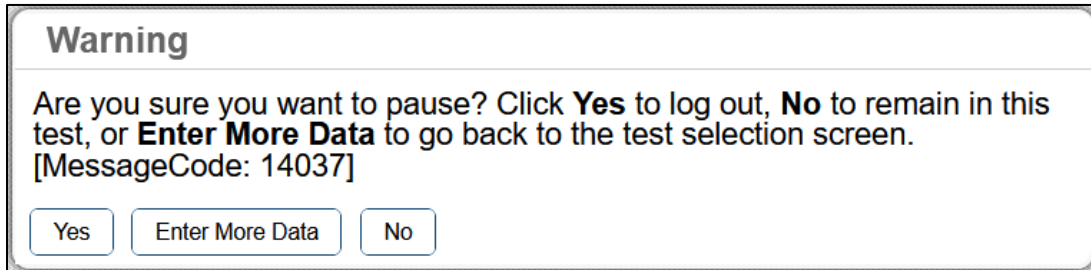 Warning
Are you sure you want to pause? Click Yes to log out, No to remain in this
test, or Enter More Data to go back to the test selection screen.
[MessageCode: 14037]
Yes Enter More Data No